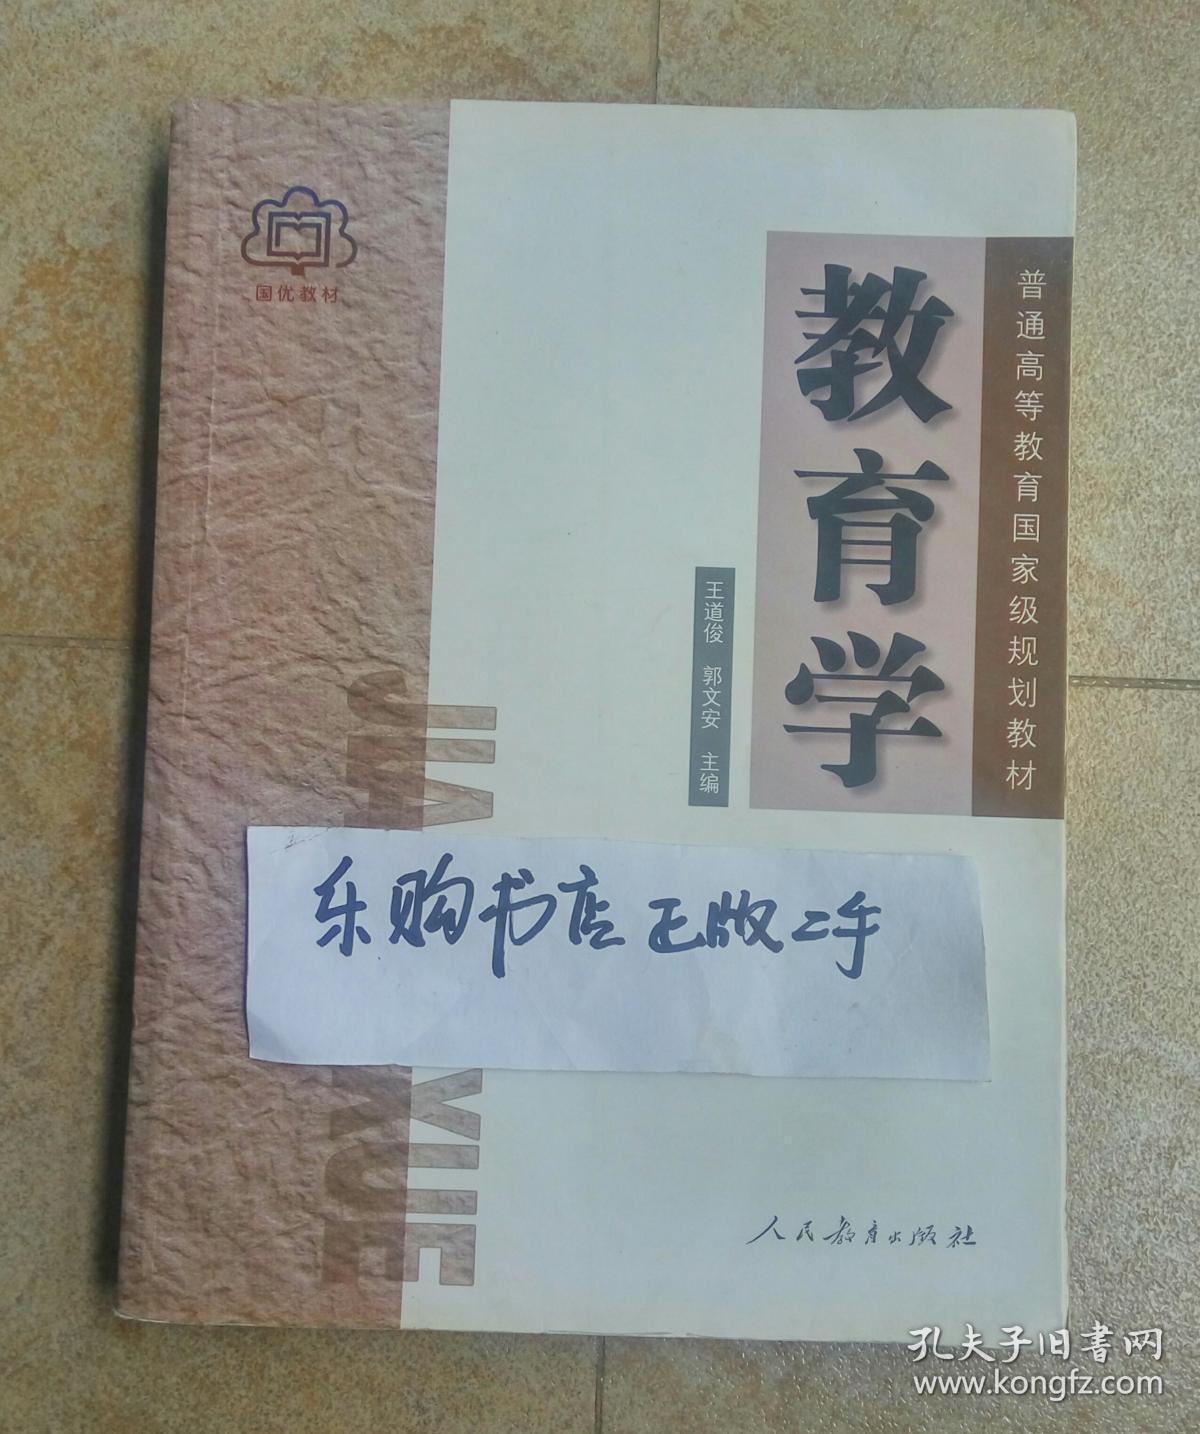 国优教材
普通高等教育国家级规划教材
教育学
王道俊 郭文安 主编
乐购书店正版二手
人民教育出版社
孔夫子旧书网
www.kongfz.com